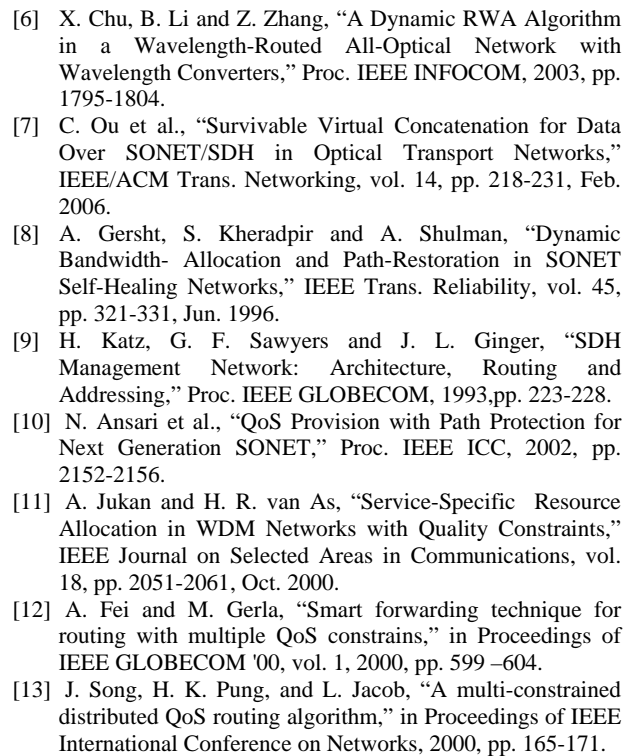 [6] X. Chu, B. Li and Z. Zhang, “A Dynamic RWA Algorithm
in a Wavelength-Routed All-Optical Network with
Wavelength Converters,” Proc. IEEE INFOCOM, 2003, pp.
1795-1804.
[7] C. Ou et al., “Survivable Virtual Concatenation for Data
Over SONET/SDH in Optical Transport Networks,”
IEEE/ACM Trans. Networking, vol. 14, pp. 218-231, Feb.
2006.
[8] A. Gersht, S. Kheradpir and A. Shulman, “Dynamic
Bandwidth- Allocation and Path-Restoration in SONET
Self-Healing Networks,” IEEE Trans. Reliability, vol. 45,
pp. 321-331, Jun. 1996.
[9] H. Katz, G. F. Sawyers and J. L. Ginger, “SDH
Management Network: Architecture, Routing and
Addressing,” Proc. IEEE GLOBECOM, 1993,pp. 223-228.
[10] N. Ansari et al., “QoS Provision with Path Protection for
Next Generation SONET,” Proc. IEEE ICC, 2002, pp.
2152-2156.
[11] A. Jukan and H. R. van As, “Service-Specific Resource
Allocation in WDM Networks with Quality Constraints,”
IEEE Journal on Selected Areas in Communications, vol.
18, pp. 2051-2061, Oct. 2000.
[12] A. Fei and M. Gerla, “Smart forwarding technique for
routing with multiple QoS constrains,” in Proceedings of
IEEE GLOBECOM '00, vol. 1, 2000, pp. 599 –604.
[13] J. Song, H. K. Pung, and L. Jacob, “A multi-constrained
distributed QoS routing algorithm,” in Proceedings of IEEE
International Conference on Networks, 2000, pp. 165-171.